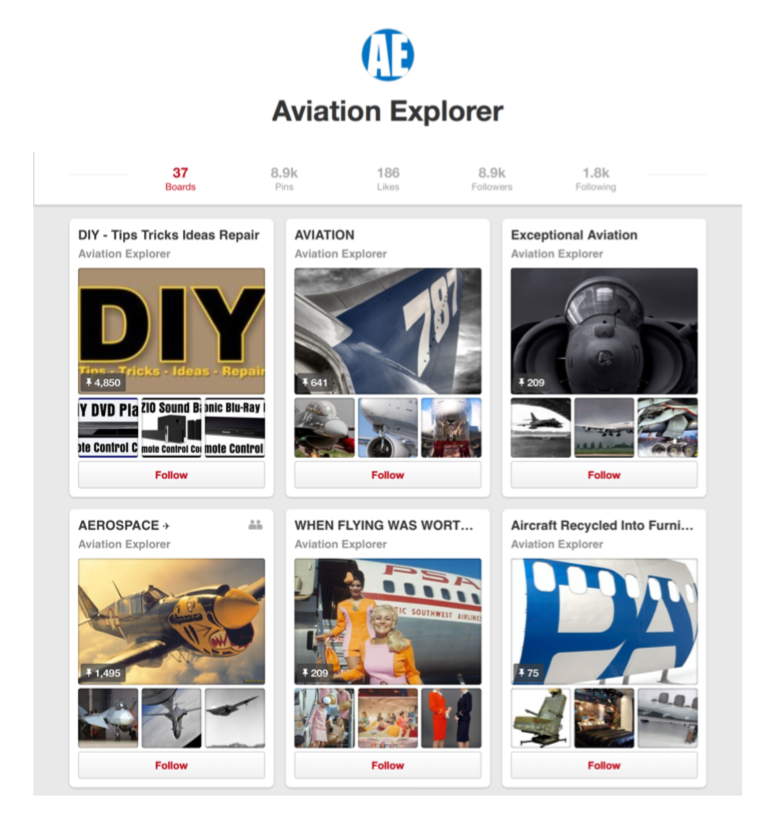 AE
Aviation Explorer
37 8.9k 186 8.9k 1.8k
Boards Pins Likes Followers Following
DIY - Tips Tricks Ideas Repair
Aviation Explorer
DIY
Tips - Tricks - Ideas - Repair
4,850
Y DVD Pla
ote Control C
ZIO Sound B
mote Control Co
onic Blu-Ray
mote Control
Follow
AVIATION
Aviation Explorer
787
641
Follow
Exceptional Aviation
Aviation Explorer
209
Follow
AEROSPACE ✈
Aviation Explorer
1,495
Follow
WHEN FLYING WAS WORT...
Aviation Explorer
PSA
IC SOUTHWEST AIRLINES
209
Follow
Aircraft Recycled Into Furni...
Aviation Explorer
PA
75
Follow